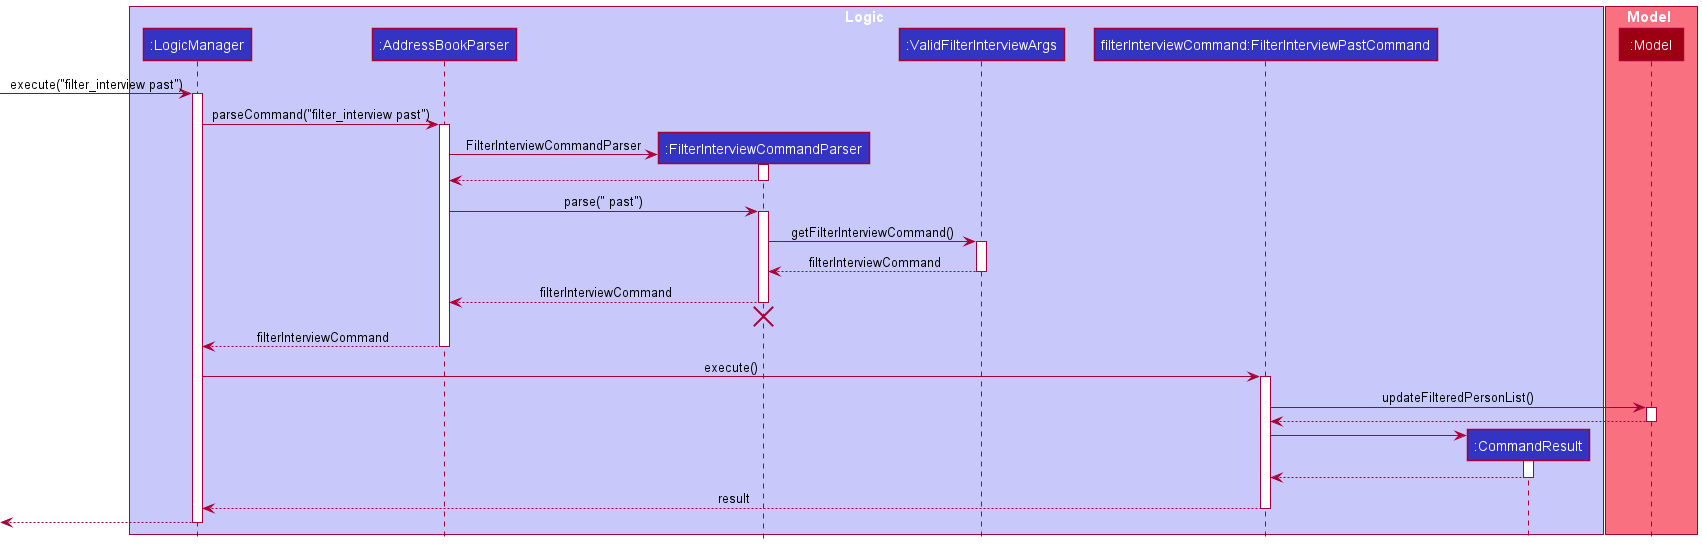 Logic
Model
:LogicManager
:AddressBookParser
:ValidFilterInterviewArgs
filterInterviewCommand:FilterInterviewPastCommand
:Model
execute("filter_interview past")
parseCommand("filter_interview past")
FilterInterviewCommandParser
:FilterInterviewCommandParser
parse(" past")
getFilterInterviewCommand()
filterInterviewCommand
filterInterviewCommand
filterInterviewCommand
execute()
updateFilteredPersonList()
:CommandResult
result